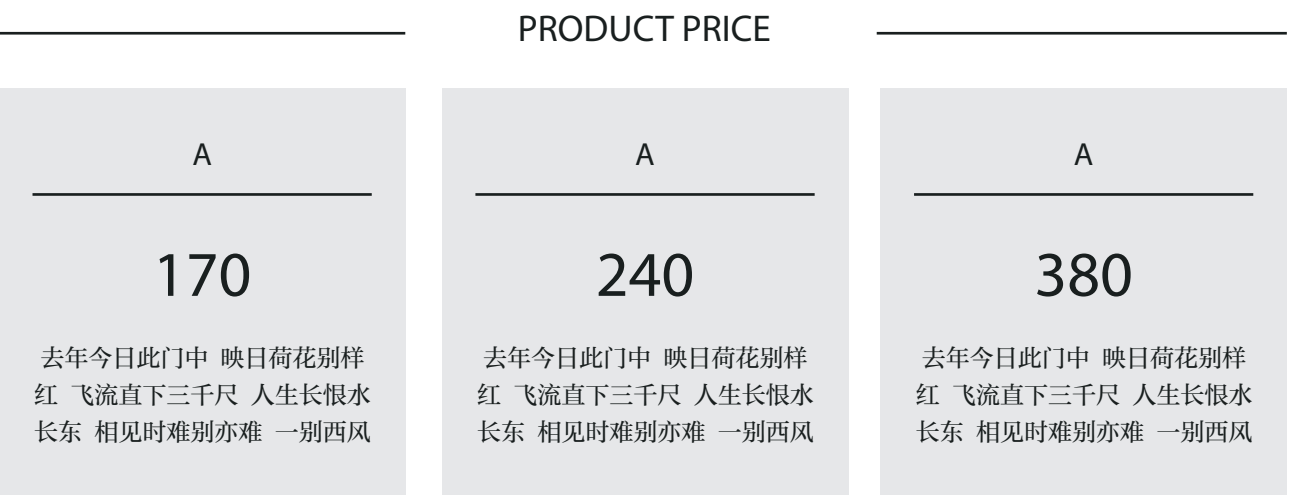 PRODUCT PRICE
A
170
去年今日此门中 映日荷花别样
红 飞流直下三千尺 人生长恨水
长东 相见时难别亦难 一别西风
A
240
去年今日此门中 映日荷花别样
红 飞流直下三千尺 人生长恨水
长东 相见时难别亦难 一别西风
A
380
去年今日此门中 映日荷花别样
红 飞流直下三千尺 人生长恨水
长东 相见时难别亦难 一别西风